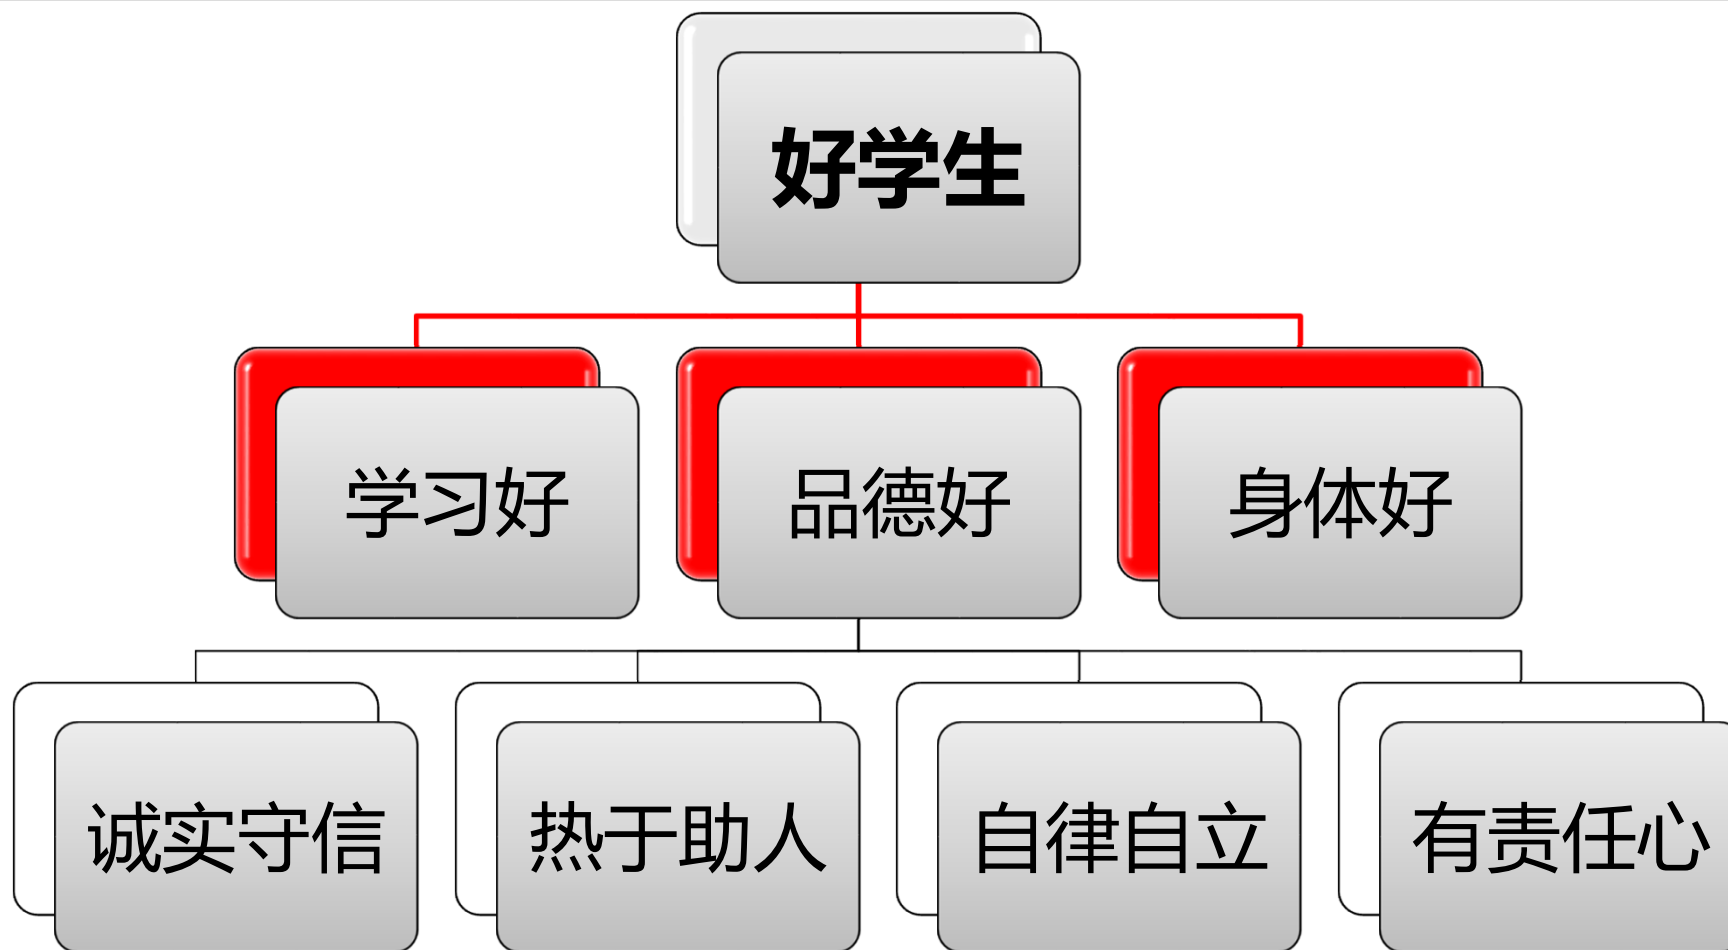 好学生
学习好
品德好
身体好
诚实守信
热于助人
自律自立
有责任心